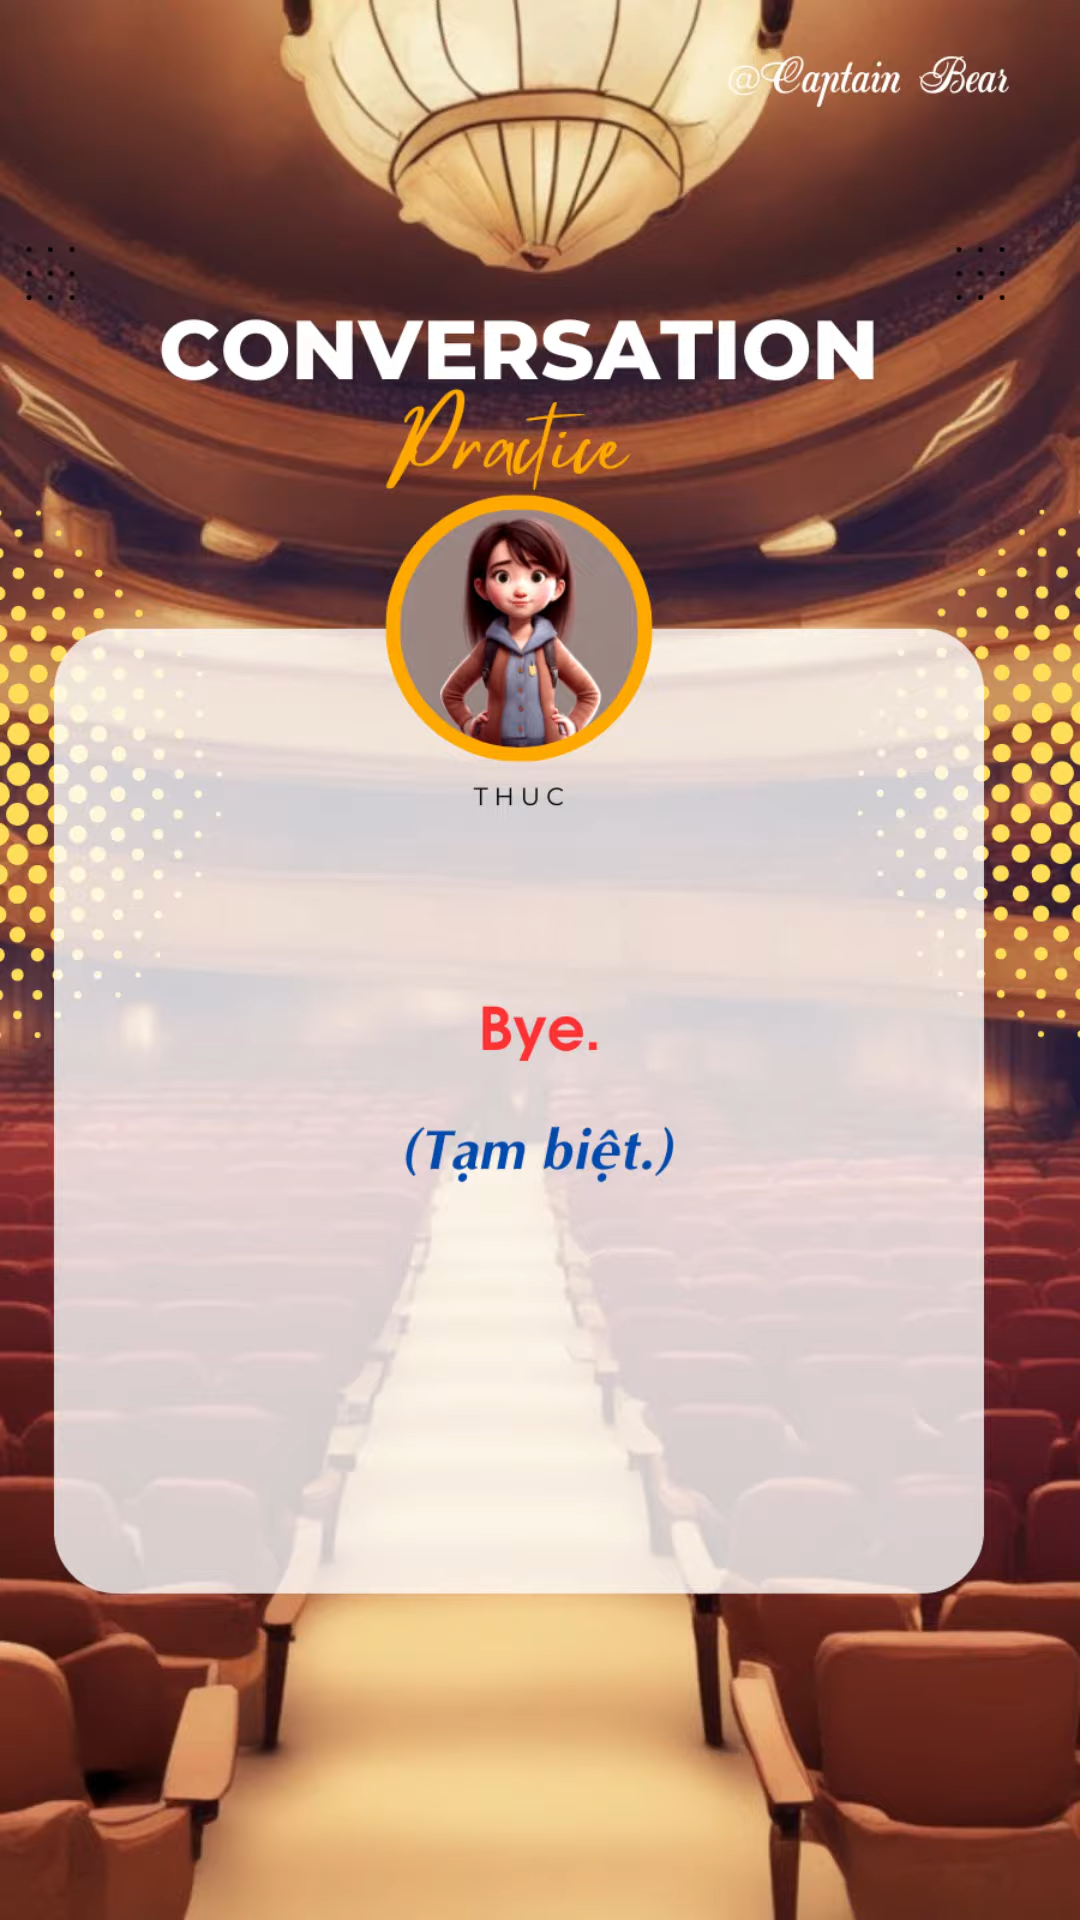 @Captain Bear
CONVERSATION
Practice
THUC
Bye.
(Tạm biệt.)